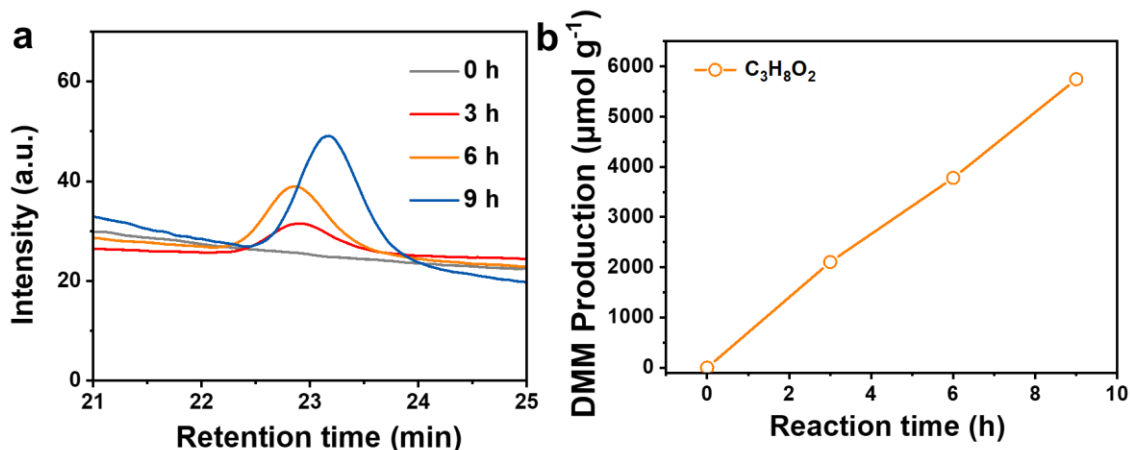 a
0 h
3 h
6 h
9 h
60
40
20
0
21 22 23 24 25
Intensity (a.u.)
Retention time (min)
b
C₃H₈O₂
6000
5000
4000
3000
2000
1000
0
0 2 4 6 8 10
DMM Production (μmol g⁻¹)
Reaction time (h)